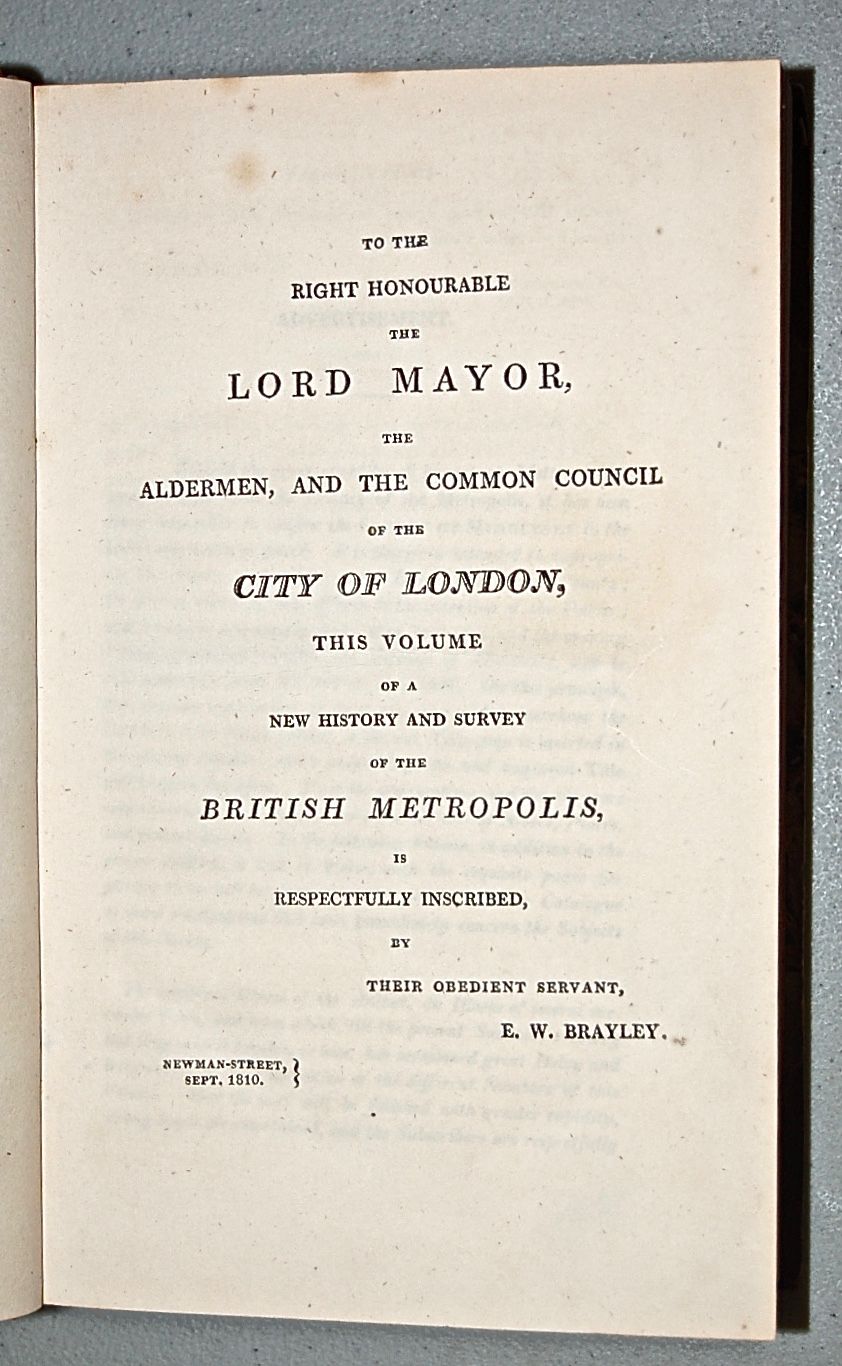 TO THE
RIGHT HONOURABLE
THE
LORD MAYOR,
THE
ALDERMEN, AND THE COMMON COUNCIL
OF THE
CITY OF LONDON,
THIS VOLUME
OF A
NEW HISTORY AND SURVEY
OF THE
BRITISH METROPOLIS,
IS
RESPECTFULLY INSCRIBED,
BY
THEIR OBEDIENT SERVANT,
E. W. BRAYLEY.
NEWMAN-STREET, }
SEPT. 1810.